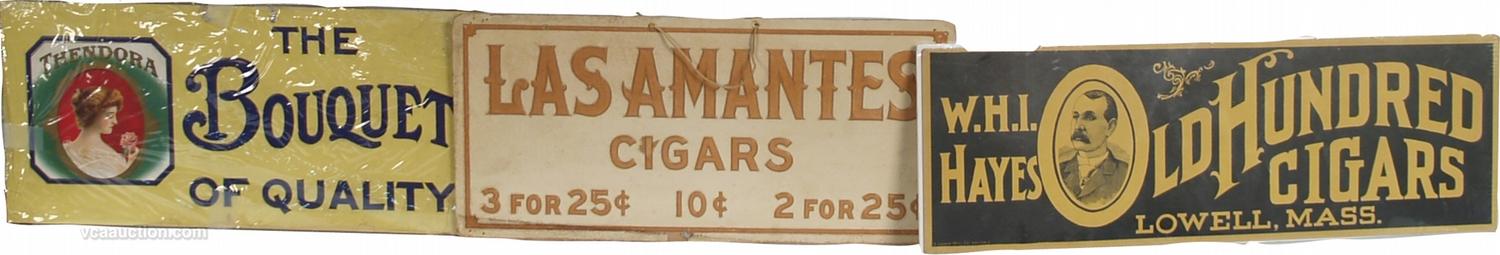 THENDORA
THE
BOUQUET
OF QUALITY
LAS AMANTES
CIGARS
3 FOR 25¢ 10¢ 2 FOR 25¢
W.H.I.
HAYES
OLD HUNDRED
CIGARS
LOWELL, MASS.
vcaauction.com